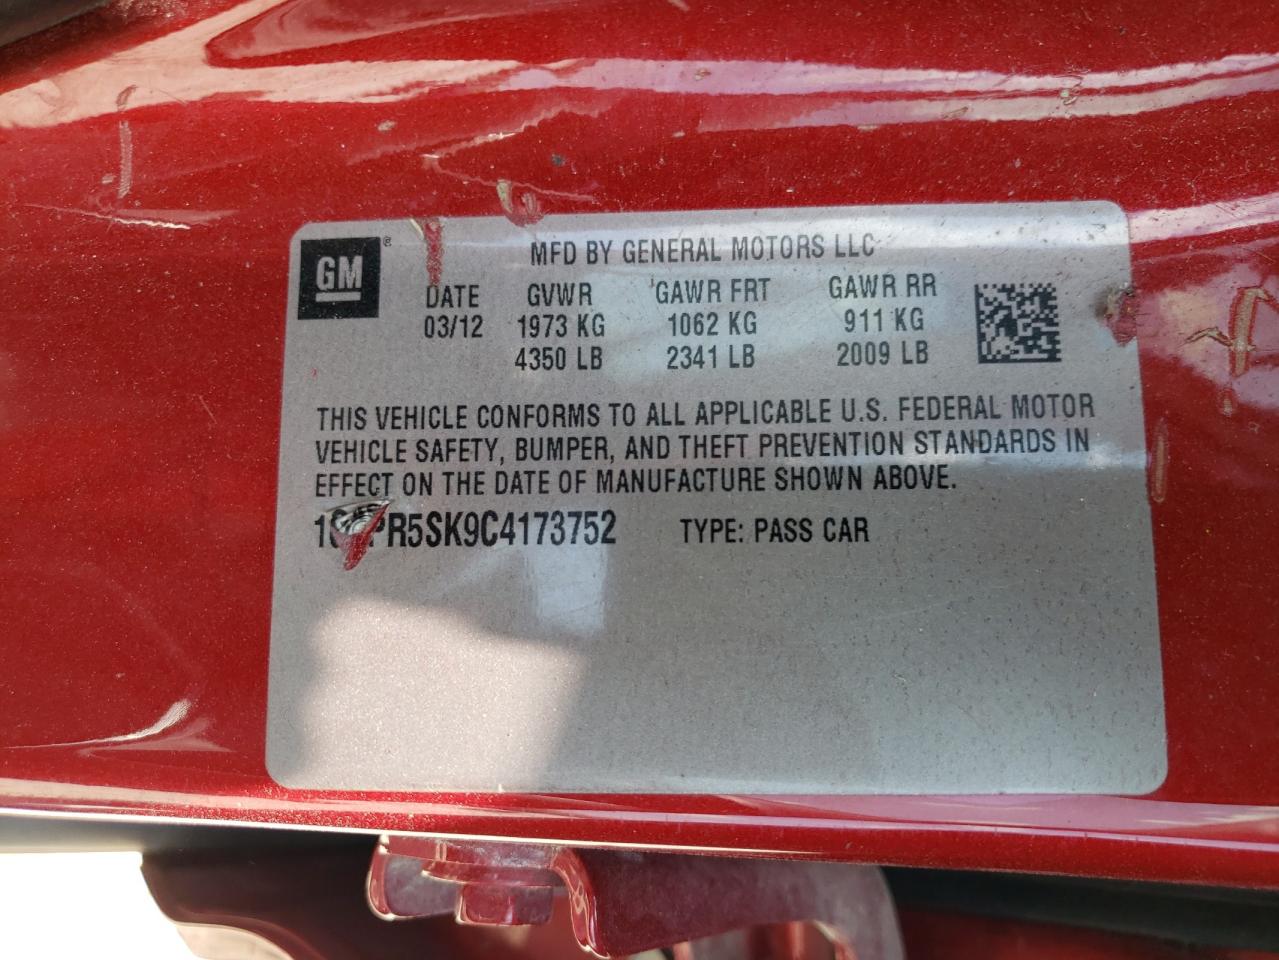 GM ®
MFD BY GENERAL MOTORS LLC
DATE GVWR GAWR FRT GAWR RR
03/12 1973 KG 1062 KG 911 KG
4350 LB 2341 LB 2009 LB
THIS VEHICLE CONFORMS TO ALL APPLICABLE U.S. FEDERAL MOTOR
VEHICLE SAFETY, BUMPER, AND THEFT PREVENTION STANDARDS IN
EFFECT ON THE DATE OF MANUFACTURE SHOWN ABOVE.
TYPE: PASS CAR